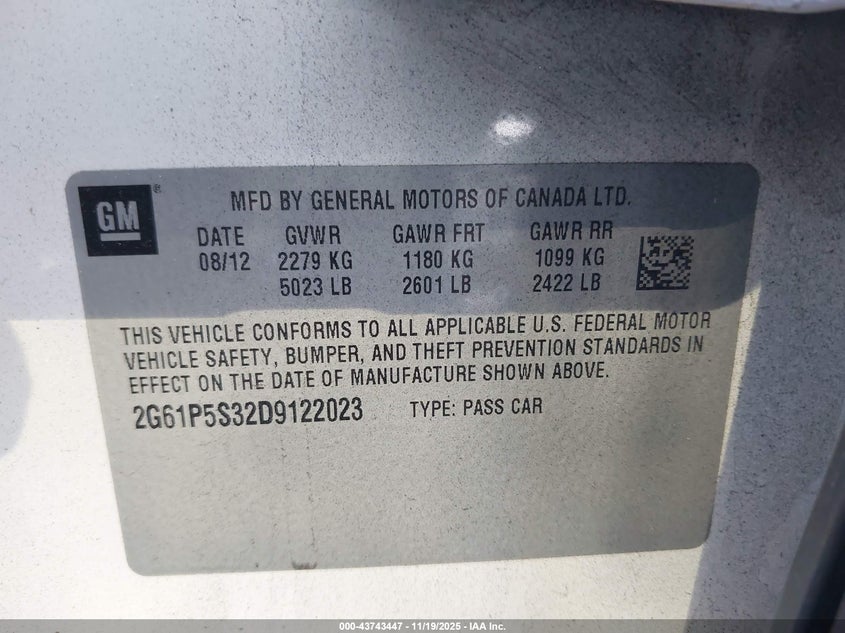 GM ®
MFD BY GENERAL MOTORS OF CANADA LTD.
DATE GVWR GAWR FRT GAWR RR
08/12 2279 KG 1180 KG 1099 KG
5023 LB 2601 LB 2422 LB
THIS VEHICLE CONFORMS TO ALL APPLICABLE U.S. FEDERAL MOTOR
VEHICLE SAFETY, BUMPER, AND THEFT PREVENTION STANDARDS IN
EFFECT ON THE DATE OF MANUFACTURE SHOWN ABOVE.
2G61P5S32D9122023 TYPE: PASS CAR
000-43743447 - 11/19/2025 - IAA Inc.